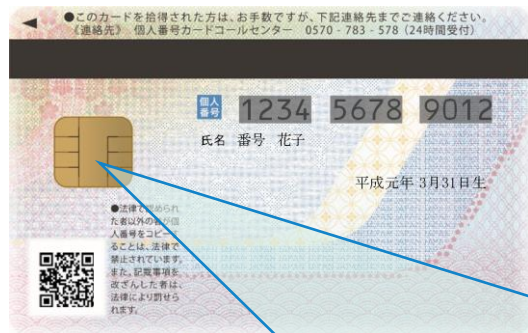 ●このカードを拾得された方は、お手数ですが、下記連絡先までご連絡ください。
《連絡先》 個人番号カードコールセンター 0570-783-578(24時間受付)
個人番号 1234 5678 9012
氏名 番号 花子
平成元年 3月31日生
●法律で認められ
た者以外の者が個
人番号をコピーす
ることは、法律で
禁止されています。
また、記載事項を
改ざんした者は、
法律により罰せら
れます。